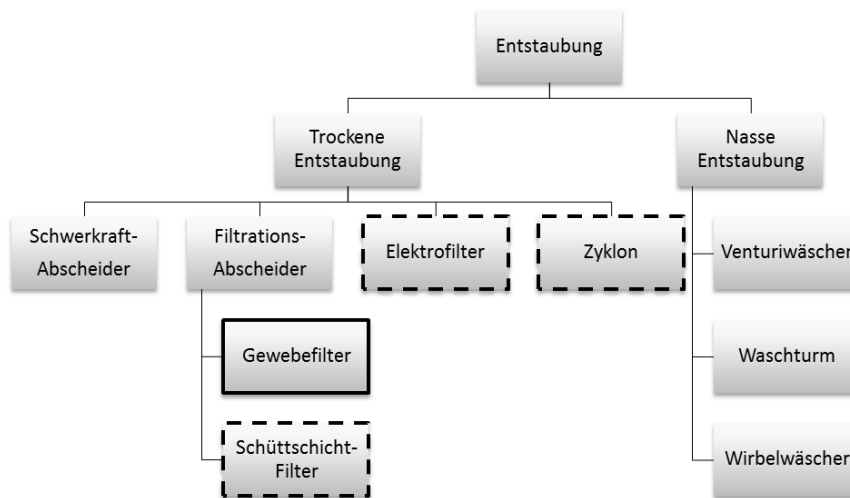 Entstaubung
Trockene
Entstaubung
Nasse
Entstaubung
Schwerkraft-
Abscheider
Filtrations-
Abscheider
Elektrofilter
Zyklon
Venturiwäscher
Gewebefilter
Waschturm
Schüttschicht-
Filter
Wirbelwäscher